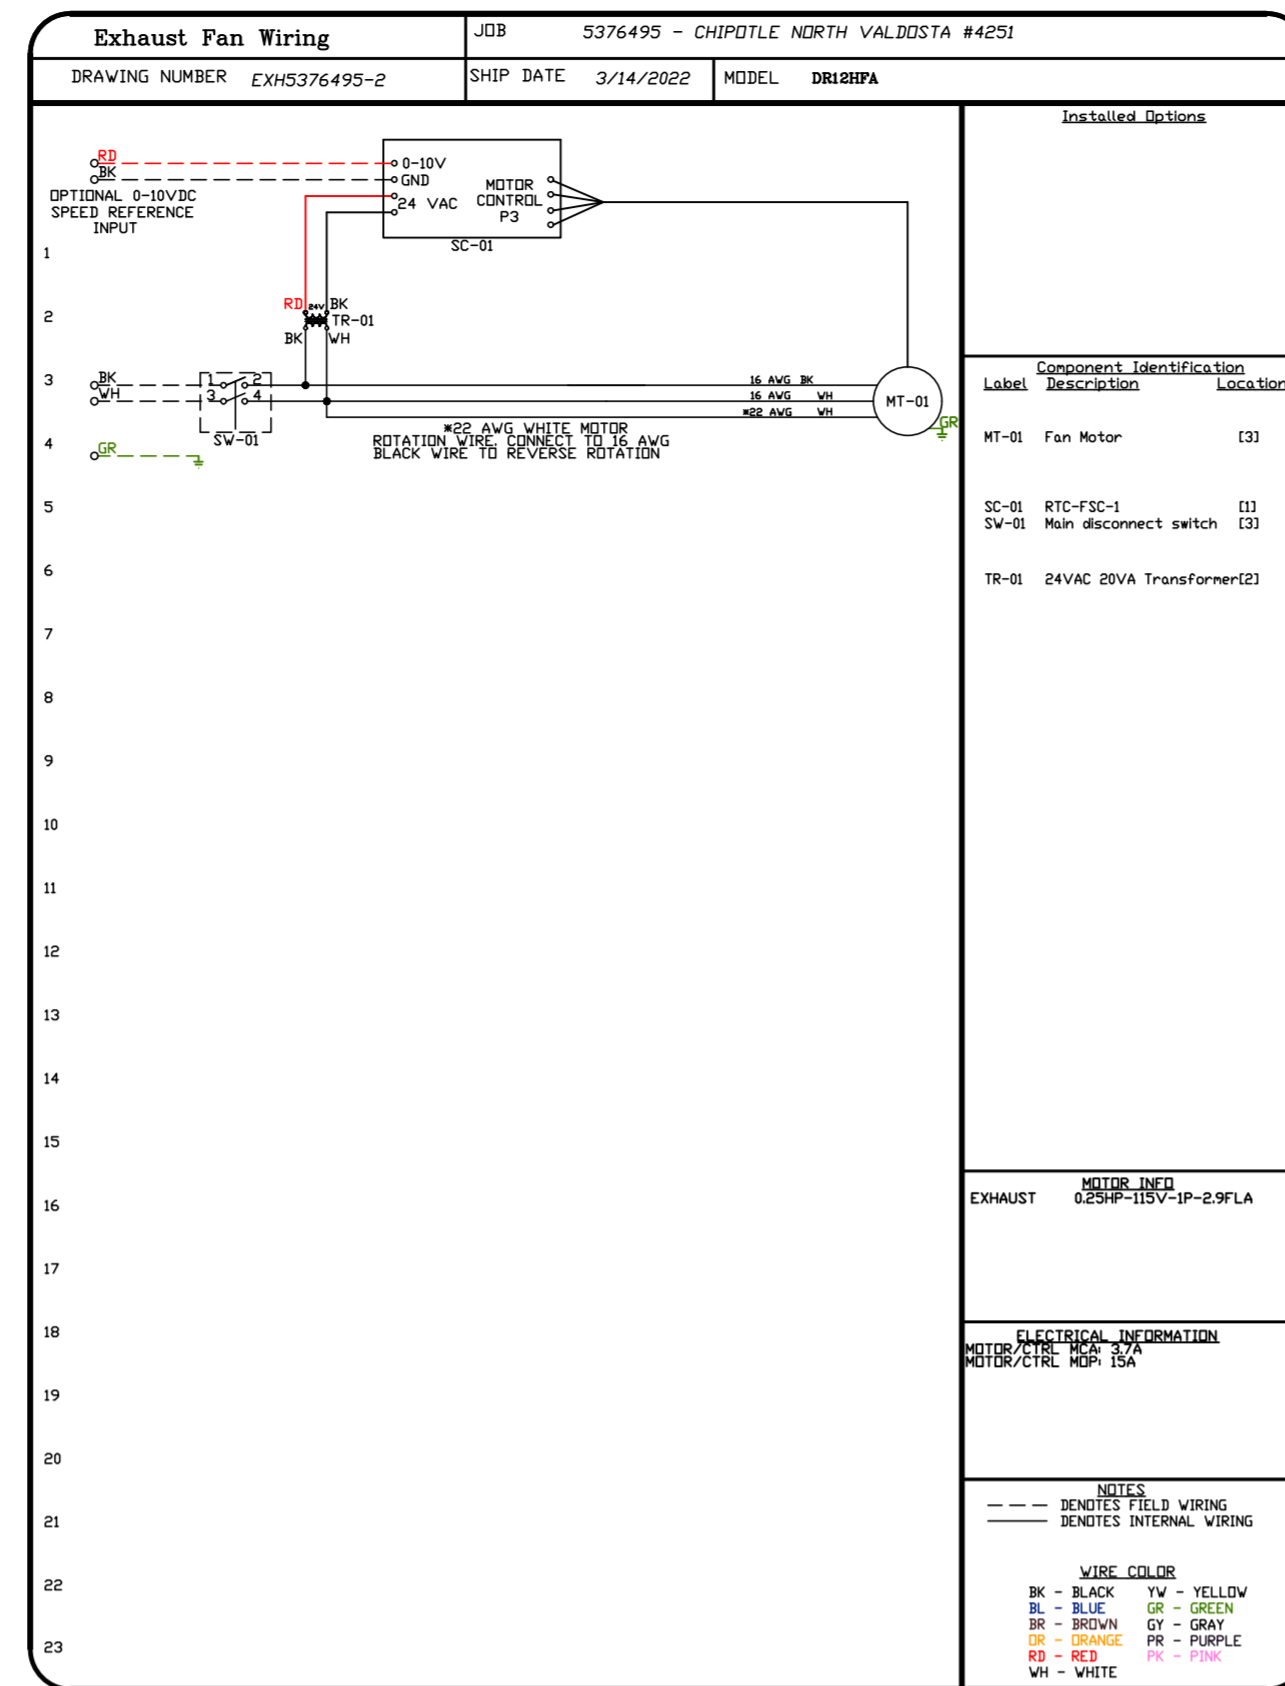 Exhaust Fan Wiring
JOB 5376495 - CHIPOTLE NORTH VALDOSTA #4251
DRAWING NUMBER EXH5376495-2
SHIP DATE 3/14/2022
MODEL DR12HFA
RD
BK
OPTIONAL 0-10VDC
SPEED REFERENCE
INPUT
0-10V
GND
24 VAC
MOTOR
CONTROL
P3
SC-01
RD 24V BK
TR-01
BK WH
BK
WH
1 2
3 4
SW-01
GR
16 AWG BK
16 AWG WH
*22 AWG WH
MT-01
GR
*22 AWG WHITE MOTOR
ROTATION WIRE. CONNECT TO 16 AWG
BLACK WIRE TO REVERSE ROTATION
1
2
3
4
5
6
7
8
9
10
11
12
13
14
15
16
17
18
19
20
21
22
23
Installed Options
Component Identification
Label Description Location
MT-01 Fan Motor [3]
SC-01 RTC-FSC-1 [1]
SW-01 Main disconnect switch [3]
TR-01 24VAC 20VA Transformer[2]
MOTOR INFO
EXHAUST 0.25HP-115V-1P-2.9FLA
ELECTRICAL INFORMATION
MOTOR/CTRL MCA: 3.7A
MOTOR/CTRL MOP: 15A
NOTES
DENOTES FIELD WIRING
DENOTES INTERNAL WIRING
WIRE COLOR
BK - BLACK YW - YELLOW
BL - BLUE GR - GREEN
BR - BROWN GY - GRAY
OR - ORANGE PR - PURPLE
RD - RED PK - PINK
WH - WHITE